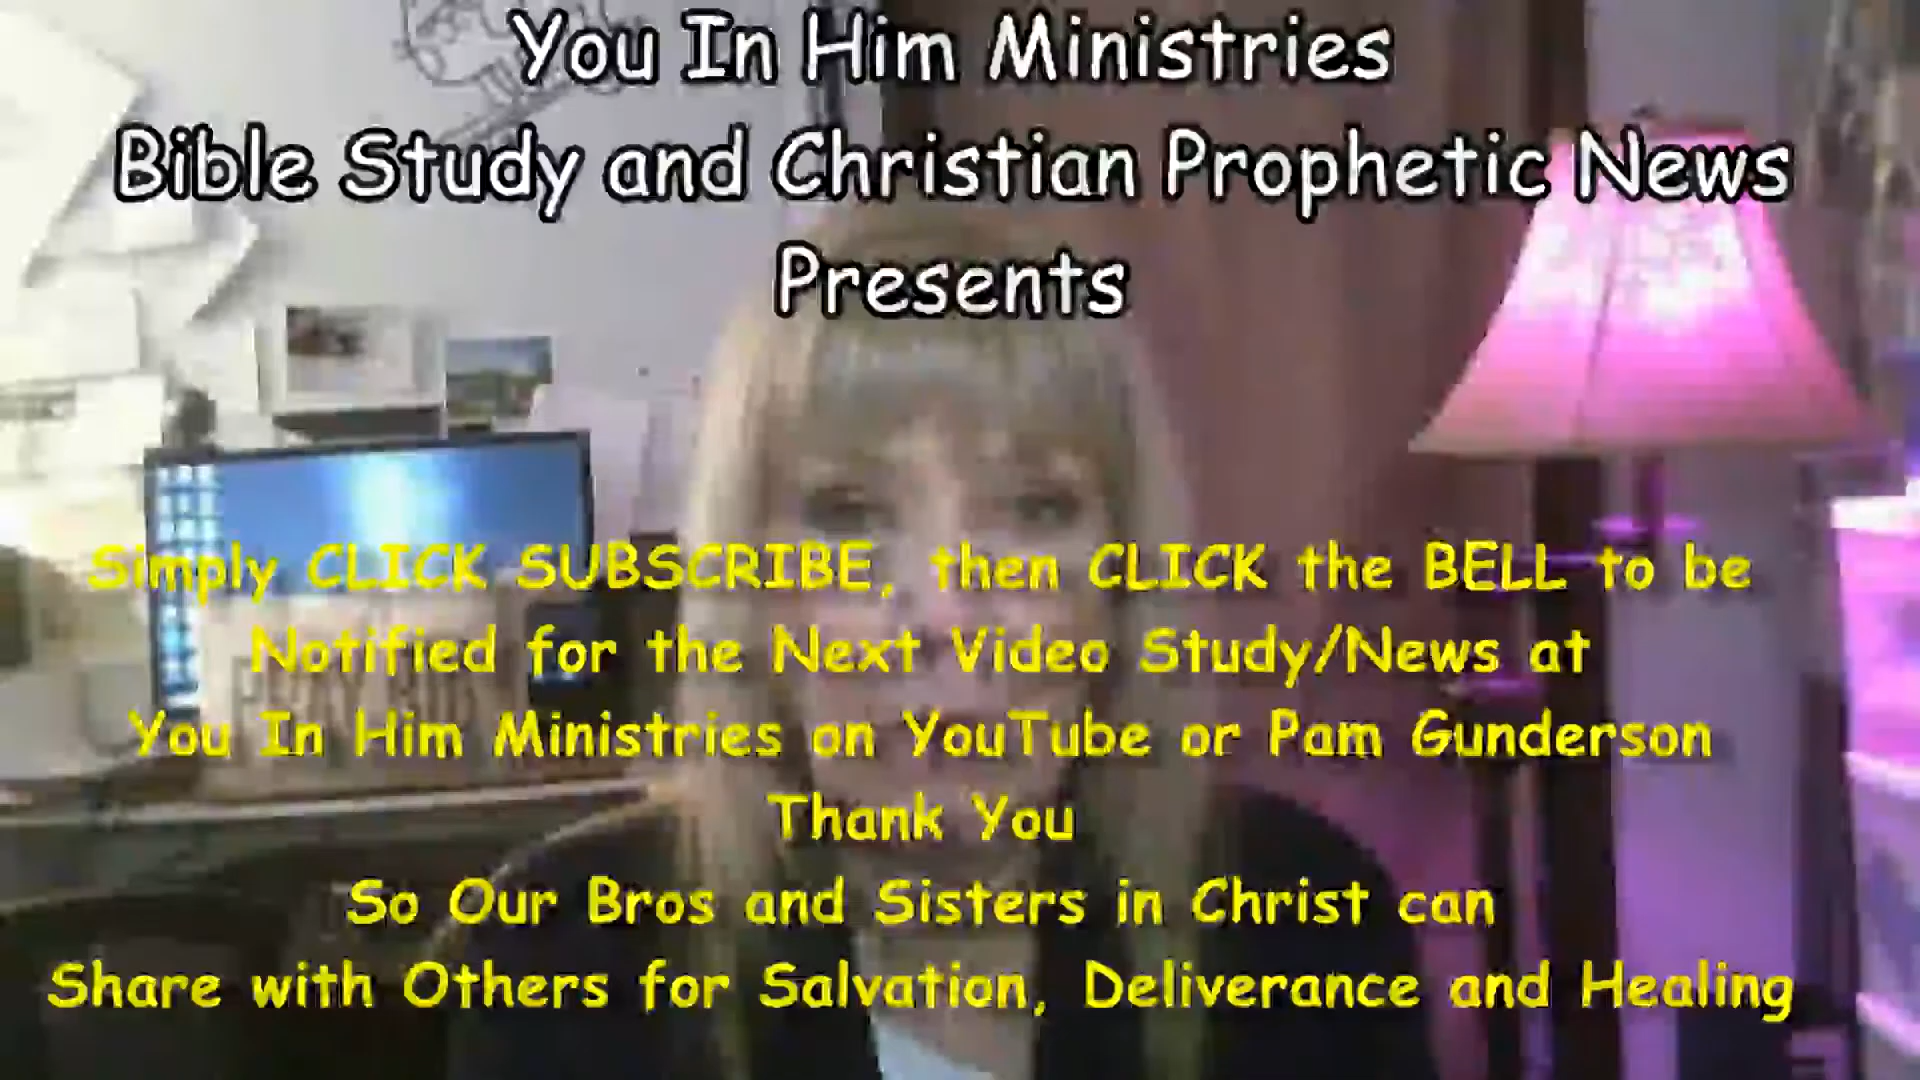 You In Him Ministries
Bible Study and Christian Prophetic News
Presents
Simply CLICK SUBSCRIBE, then CLICK the BELL to be
Notified for the Next Video Study/News at
You In Him Ministries on YouTube or Pam Gunderson
Thank You
So Our Bros and Sisters in Christ can
Share with Others for Salvation, Deliverance and Healing